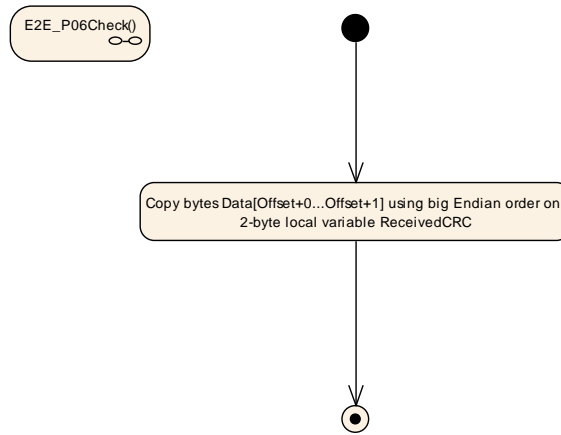 E2E_P06Check()
Copy bytes Data[Offset+0...Offset+1] using big Endian order on
2-byte local variable ReceivedCRC